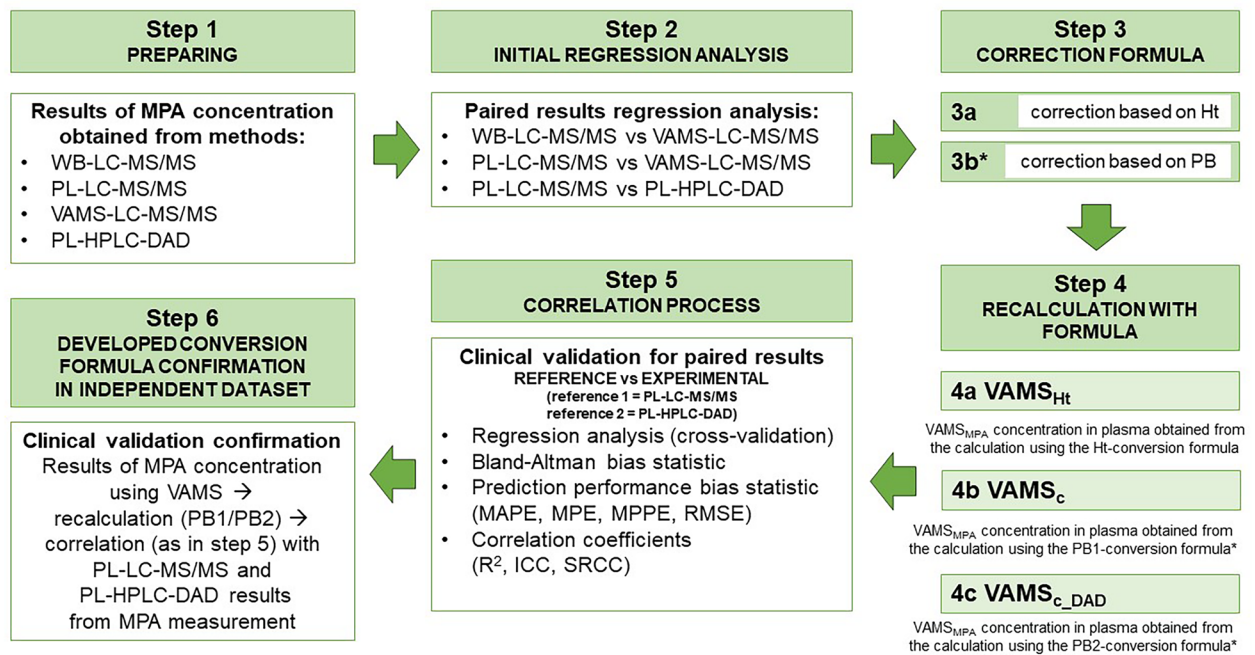 Step 1
PREPARING
Results of MPA concentration
obtained from methods:
• WB-LC-MS/MS
• PL-LC-MS/MS
• VAMS-LC-MS/MS
• PL-HPLC-DAD
Step 2
INITIAL REGRESSION ANALYSIS
Paired results regression analysis:
• WB-LC-MS/MS vs VAMS-LC-MS/MS
• PL-LC-MS/MS vs VAMS-LC-MS/MS
• PL-LC-MS/MS vs PL-HPLC-DAD
Step 3
CORRECTION FORMULA
3a correction based on Ht
3b* correction based on PB
Step 4
RECALCULATION WITH
FORMULA
4a VAMSHt
VAMSMPA concentration in plasma obtained from
the calculation using the Ht-conversion formula
4b VAMSc
VAMSMPA concentration in plasma obtained from
the calculation using the PB1-conversion formula*
4c VAMSc_DAD
VAMSMPA concentration in plasma obtained from
the calculation using the PB2-conversion formula*
Step 5
CORRELATION PROCESS
Clinical validation for paired results
REFERENCE vs EXPERIMENTAL
(reference 1 = PL-LC-MS/MS
reference 2 = PL-HPLC-DAD)
• Regression analysis (cross-validation)
• Bland-Altman bias statistic
• Prediction performance bias statistic
(MAPE, MPE, MPPE, RMSE)
• Correlation coefficients
(R², ICC, SRCC)
Step 6
DEVELOPED CONVERSION
FORMULA CONFIRMATION
IN INDEPENDENT DATASET
Clinical validation confirmation
Results of MPA concentration
using VAMS →
recalculation (PB1/PB2) →
correlation (as in step 5) with
PL-LC-MS/MS and
PL-HPLC-DAD results
from MPA measurement